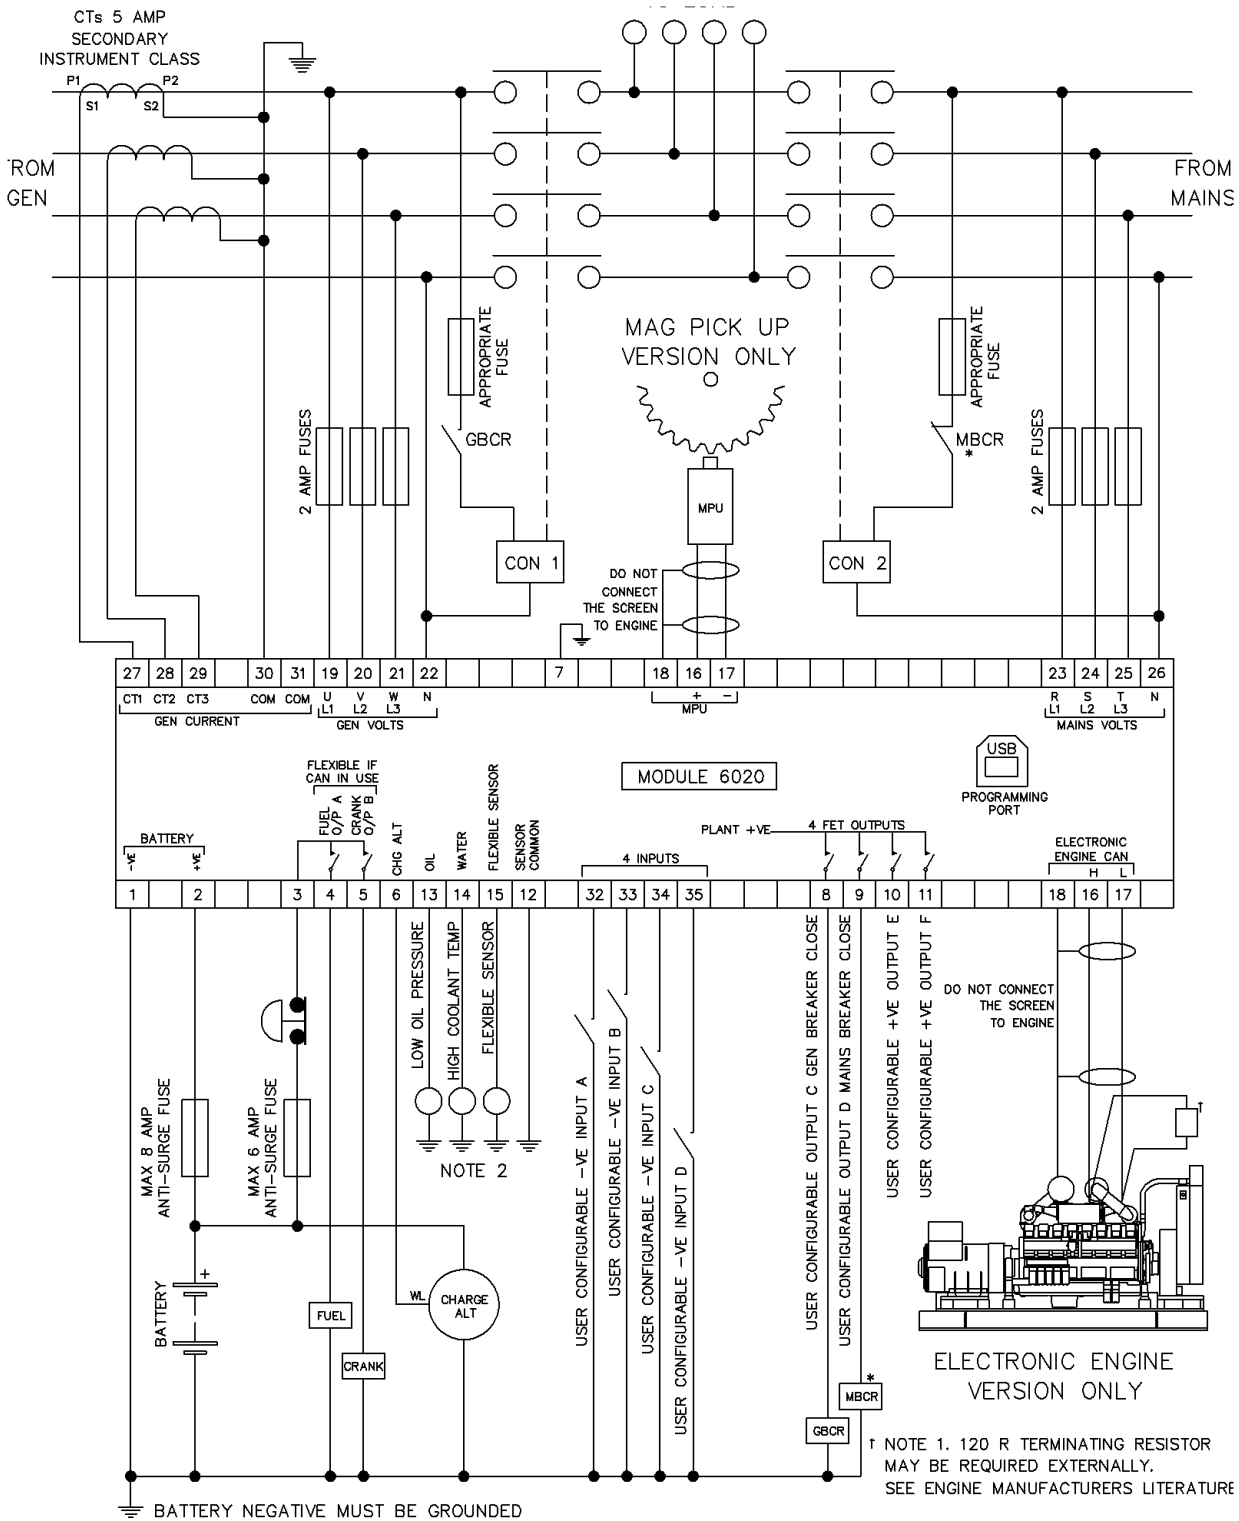 CTs 5 AMP
SECONDARY
INSTRUMENT CLASS
P1
P2
S1
S2
ROM
GEN
FROM
MAINS
MAG PICK UP
VERSION ONLY
APPROPRIATE
FUSE
APPROPRIATE
FUSE
GBCR
MBCR
*
2 AMP FUSES
2 AMP FUSES
MPU
CON 1
CON 2
DO NOT
CONNECT
THE SCREEN
TO ENGINE
27 28 29 30 31 19 20 21 22 7 18 16 17 23 24 25 26
CT1 CT2 CT3 COM COM U V W N + − R S T N
L1 L2 L3 L1 L2 L3
GEN CURRENT
GEN VOLTS
MPU
MAINS VOLTS
USB
PROGRAMMING
PORT
MODULE 6020
FLEXIBLE IF
CAN IN USE
FUEL
O/P A
CRANK
O/P B
CHG ALT
OIL
WATER
FLEXIBLE SENSOR
SENSOR
COMMON
BATTERY
−VE
+VE
4 INPUTS
PLANT +VE
4 FET OUTPUTS
ELECTRONIC
ENGINE CAN
H L
1 2 3 4 5 6 13 14 15 12 32 33 34 35 8 9 10 11 18 16 17
LOW OIL PRESSURE
HIGH COOLANT TEMP
FLEXIBLE SENSOR
NOTE 2
USER CONFIGURABLE −VE INPUT A
USER CONFIGURABLE −VE INPUT B
USER CONFIGURABLE −VE INPUT C
USER CONFIGURABLE −VE INPUT D
USER CONFIGURABLE OUTPUT C GEN BREAKER CLOSE
USER CONFIGURABLE OUTPUT D MAINS BREAKER CLOSE
USER CONFIGURABLE +VE OUTPUT E
USER CONFIGURABLE +VE OUTPUT F
DO NOT CONNECT
THE SCREEN
TO ENGINE
†
MAX 8 AMP
ANTI−SURGE FUSE
MAX 6 AMP
ANTI−SURGE FUSE
BATTERY
+
WL
CHARGE
ALT
FUEL
CRANK
*
MBCR
GBCR
ELECTRONIC ENGINE
VERSION ONLY
† NOTE 1. 120 R TERMINATING RESISTOR
MAY BE REQUIRED EXTERNALLY.
SEE ENGINE MANUFACTURERS LITERATURE
BATTERY NEGATIVE MUST BE GROUNDED